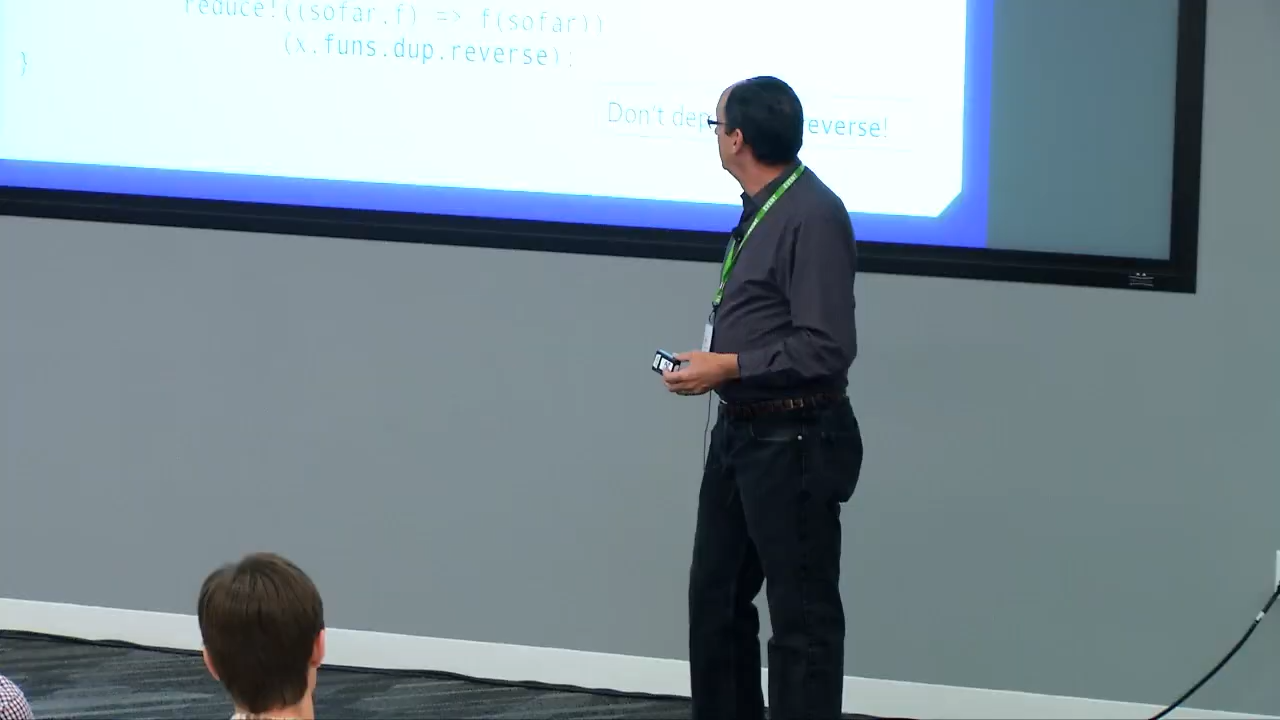 reduce!((sofar,f) => f(sofar))
(x.funs.dup.reverse);
}
Don't dep reverse!